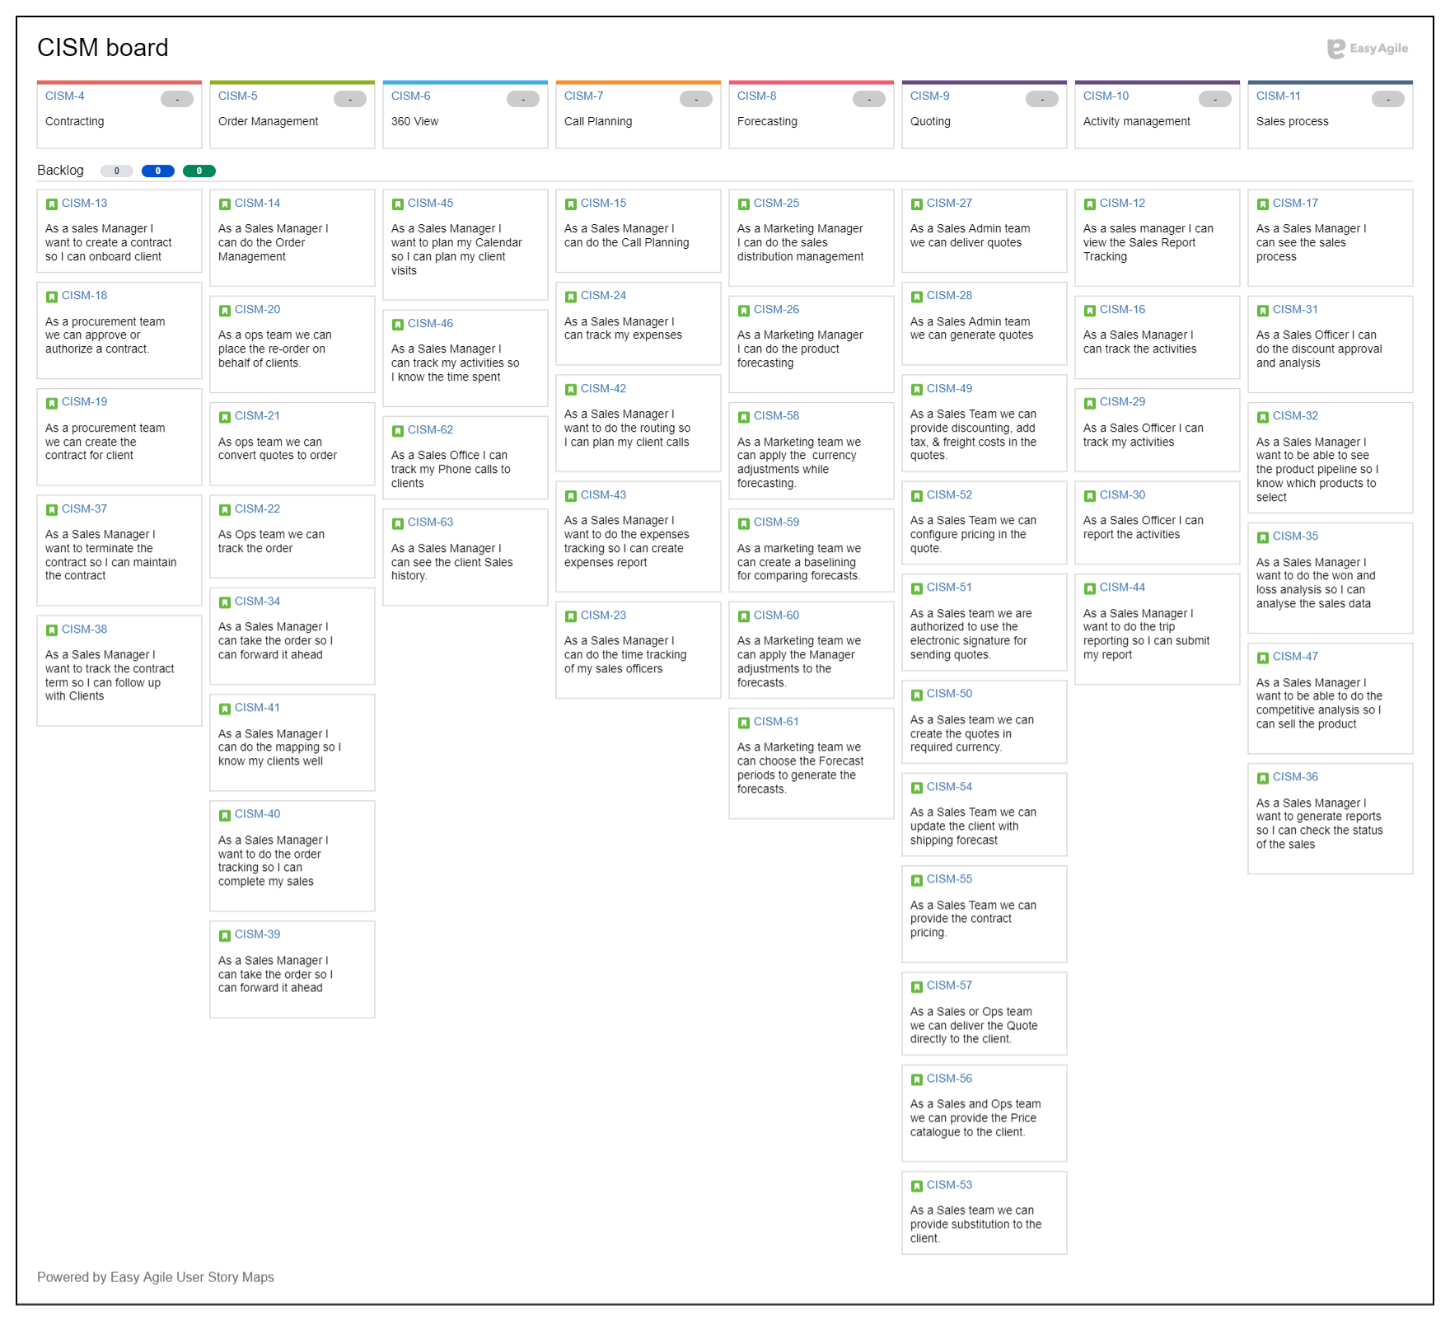 CISM board
Easy Agile
CISM-4
-
Contracting
CISM-5
-
Order Management
CISM-6
-
360 View
CISM-7
-
Call Planning
CISM-8
-
Forecasting
CISM-9
-
Quoting
CISM-10
-
Activity management
CISM-11
-
Sales process
Backlog 0 0 0
CISM-13
As a sales Manager I
want to create a contract
so I can onboard client
CISM-18
As a procurement team
we can approve or
authorize a contract.
CISM-19
As a procurement team
we can create the
contract for client
CISM-37
As a Sales Manager I
want to terminate the
contract so I can maintain
the contract
CISM-38
As a Sales Manager I
want to track the contract
term so I can follow up
with Clients
CISM-14
As a Sales Manager I
can do the Order
Management
CISM-20
As a ops team we can
place the re-order on
behalf of clients.
CISM-21
As ops team we can
convert quotes to order
CISM-22
As Ops team we can
track the order
CISM-34
As a Sales Manager I
can take the order so I
can forward it ahead
CISM-41
As a Sales Manager I
can do the mapping so I
know my clients well
CISM-40
As a Sales Manager I
want to do the order
tracking so I can
complete my sales
CISM-39
As a Sales Manager I
can take the order so I
can forward it ahead
CISM-45
As a Sales Manager I
want to plan my Calendar
so I can plan my client
visits
CISM-46
As a Sales Manager I
can track my activities so
I know the time spent
CISM-62
As a Sales Office I can
track my Phone calls to
clients
CISM-63
As a Sales Manager I
can see the client Sales
history.
CISM-15
As a Sales Manager I
can do the Call Planning
CISM-24
As a Sales Manager I
can track my expenses
CISM-42
As a Sales Manager I
want to do the routing so
I can plan my client calls
CISM-43
As a Sales Manager I
want to do the expenses
tracking so I can create
expenses report
CISM-23
As a Sales Manager I
can do the time tracking
of my sales officers
CISM-25
As a Marketing Manager
I can do the sales
distribution management
CISM-26
As a Marketing Manager
I can do the product
forecasting
CISM-58
As a Marketing team we
can apply the currency
adjustments while
forecasting.
CISM-59
As a marketing team we
can create a baselining
for comparing forecasts.
CISM-60
As a Marketing team we
can apply the Manager
adjustments to the
forecasts.
CISM-61
As a Marketing team we
can choose the Forecast
periods to generate the
forecasts.
CISM-27
As a Sales Admin team
we can deliver quotes
CISM-28
As a Sales Admin team
we can generate quotes
CISM-49
As a Sales Team we can
provide discounting, add
tax, & freight costs in the
quotes.
CISM-52
As a Sales Team we can
configure pricing in the
quote.
CISM-51
As a Sales team we are
authorized to use the
electronic signature for
sending quotes.
CISM-50
As a Sales team we can
create the quotes in
required currency.
CISM-54
As a Sales Team we can
update the client with
shipping forecast
CISM-55
As a Sales Team we can
provide the contract
pricing.
CISM-57
As a Sales or Ops team
we can deliver the Quote
directly to the client.
CISM-56
As a Sales and Ops team
we can provide the Price
catalogue to the client.
CISM-53
As a Sales team we can
provide substitution to the
client.
CISM-12
As a sales manager I can
view the Sales Report
Tracking
CISM-16
As a Sales Manager I
can track the activities
CISM-29
As a Sales Officer I can
track my activities
CISM-30
As a Sales Officer I can
report the activities
CISM-44
As a Sales Manager I
want to do the trip
reporting so I can submit
my report
CISM-17
As a Sales Manager I
can see the sales
process
CISM-31
As a Sales Officer I can
do the discount approval
and analysis
CISM-32
As a Sales Manager I
want to be able to see
the product pipeline so I
know which products to
select
CISM-35
As a Sales Manager I
want to do the won and
loss analysis so I can
analyse the sales data
CISM-47
As a Sales Manager I
want to be able to do the
competitive analysis so I
can sell the product
CISM-36
As a Sales Manager I
want to generate reports
so I can check the status
of the sales
Powered by Easy Agile User Story Maps